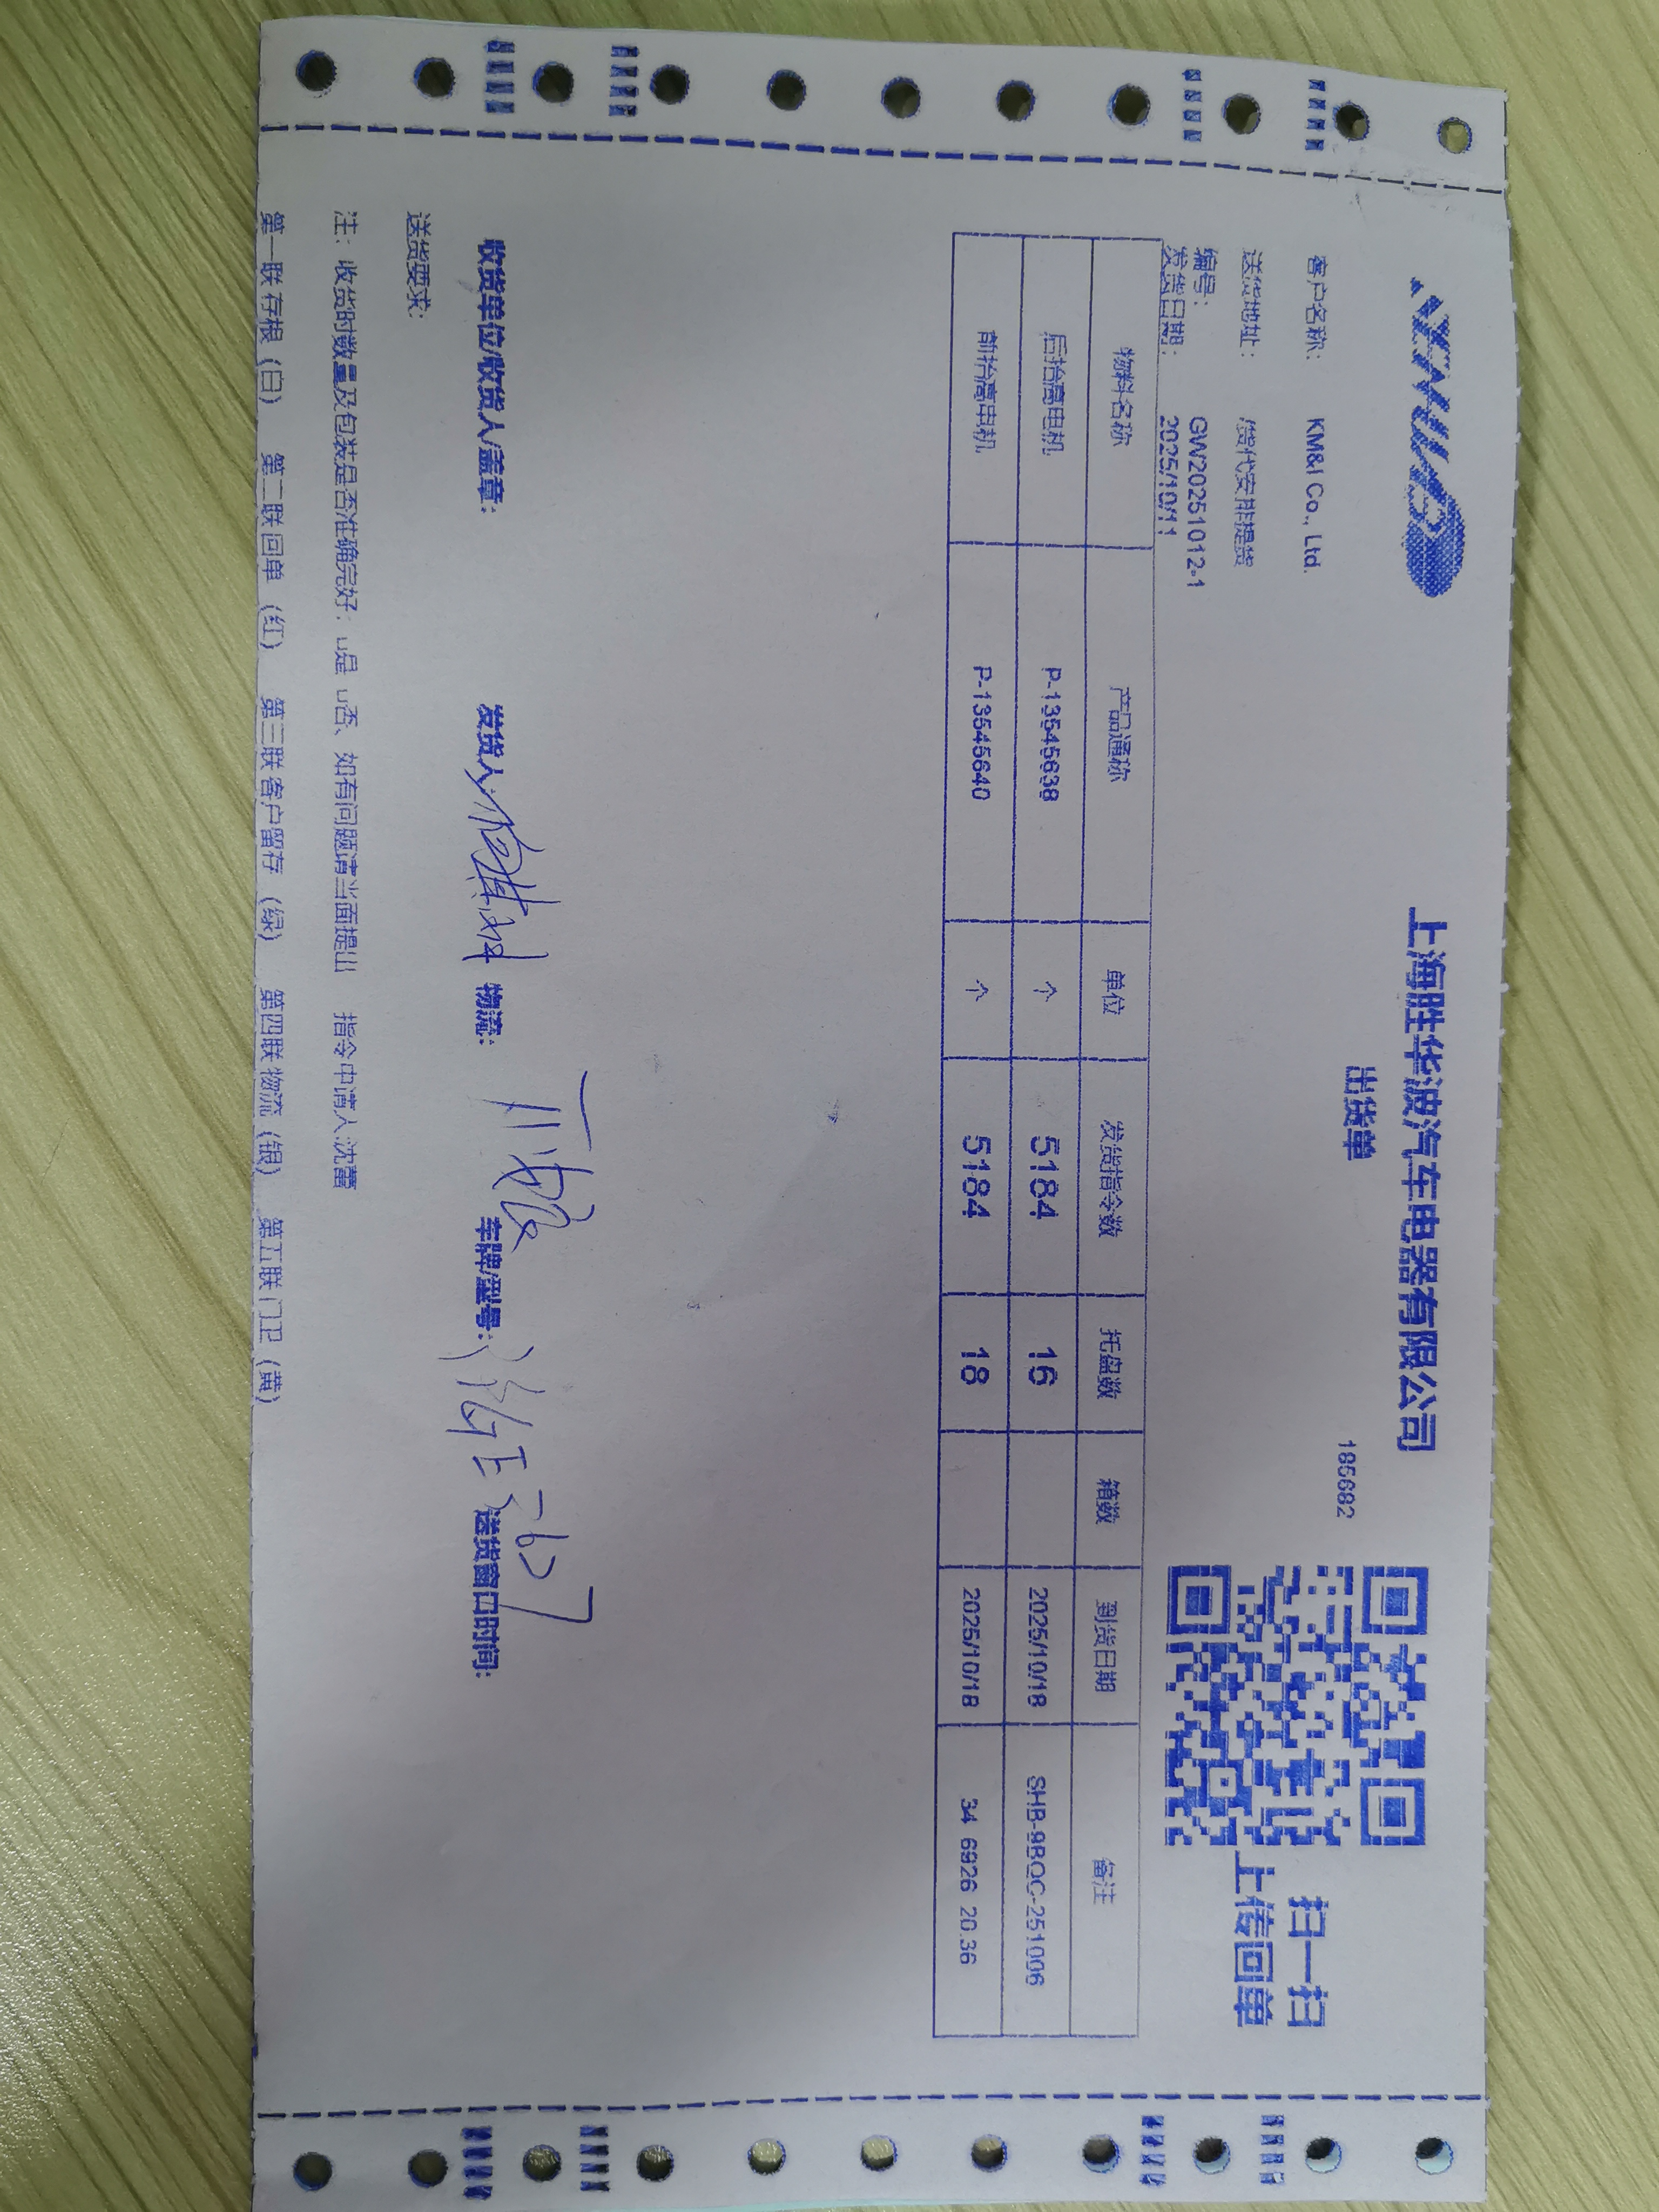 上海胜华波汽车电器有限公司
出货单
185682
扫一扫
上传回单
客户名称： KM&I Co., Ltd.
送货地址： /货代安排提货
编号： GW20251012-1
发货日期： 2025/10/11
物料名称 产品通称 单位 发货指令数 托盘数 箱数 到货日期 备注
后抬高电机 P-13545638 个 5184 16 2025/10/18 SHB-9BQC-251006
前抬高电机 P-13545640 个 5184 18 2025/10/18 34 6926 20.36
收货单位/收货人/盖章： 发货人： 物流： 车牌/型号： 送货窗口时间：
送货要求：
注：收货时数量及包装是否准确完好：□是 □否、如有问题请当面提出 指令申请人:沈蕾
第一联存根（白） 第二联回单（红） 第三联客户留存（绿） 第四联物流（银） 第五联门卫（黄）